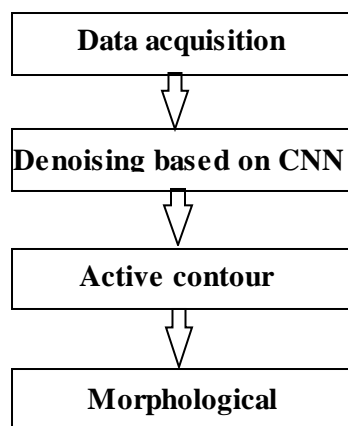 Data acquisition
Denoising based on CNN
Active contour
Morphological